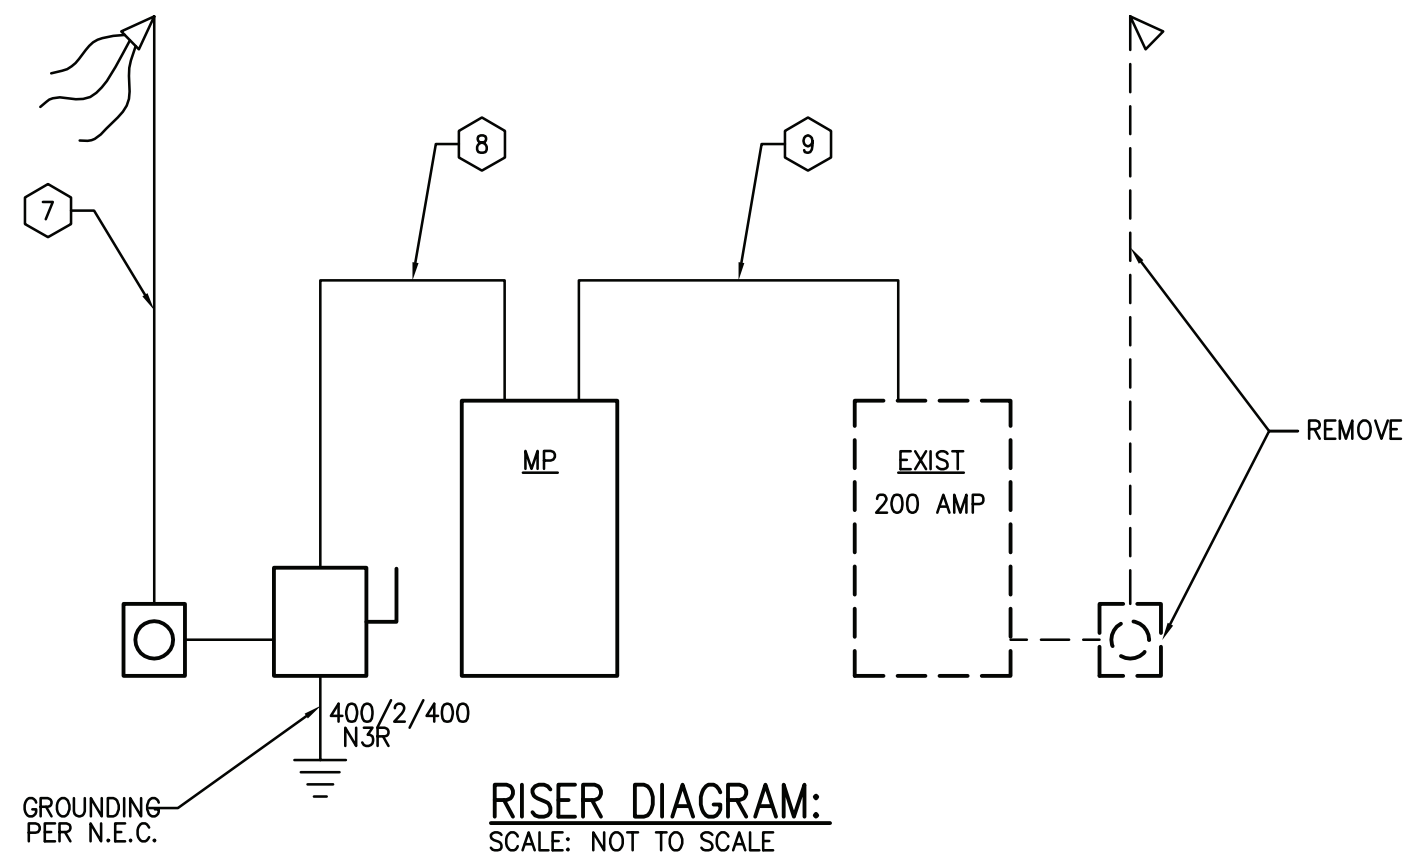 8
9
7
REMOVE
MP
EXIST
200 AMP
400/2/400
N3R
GROUNDING
PER N.E.C.
RISER DIAGRAM:
SCALE: NOT TO SCALE